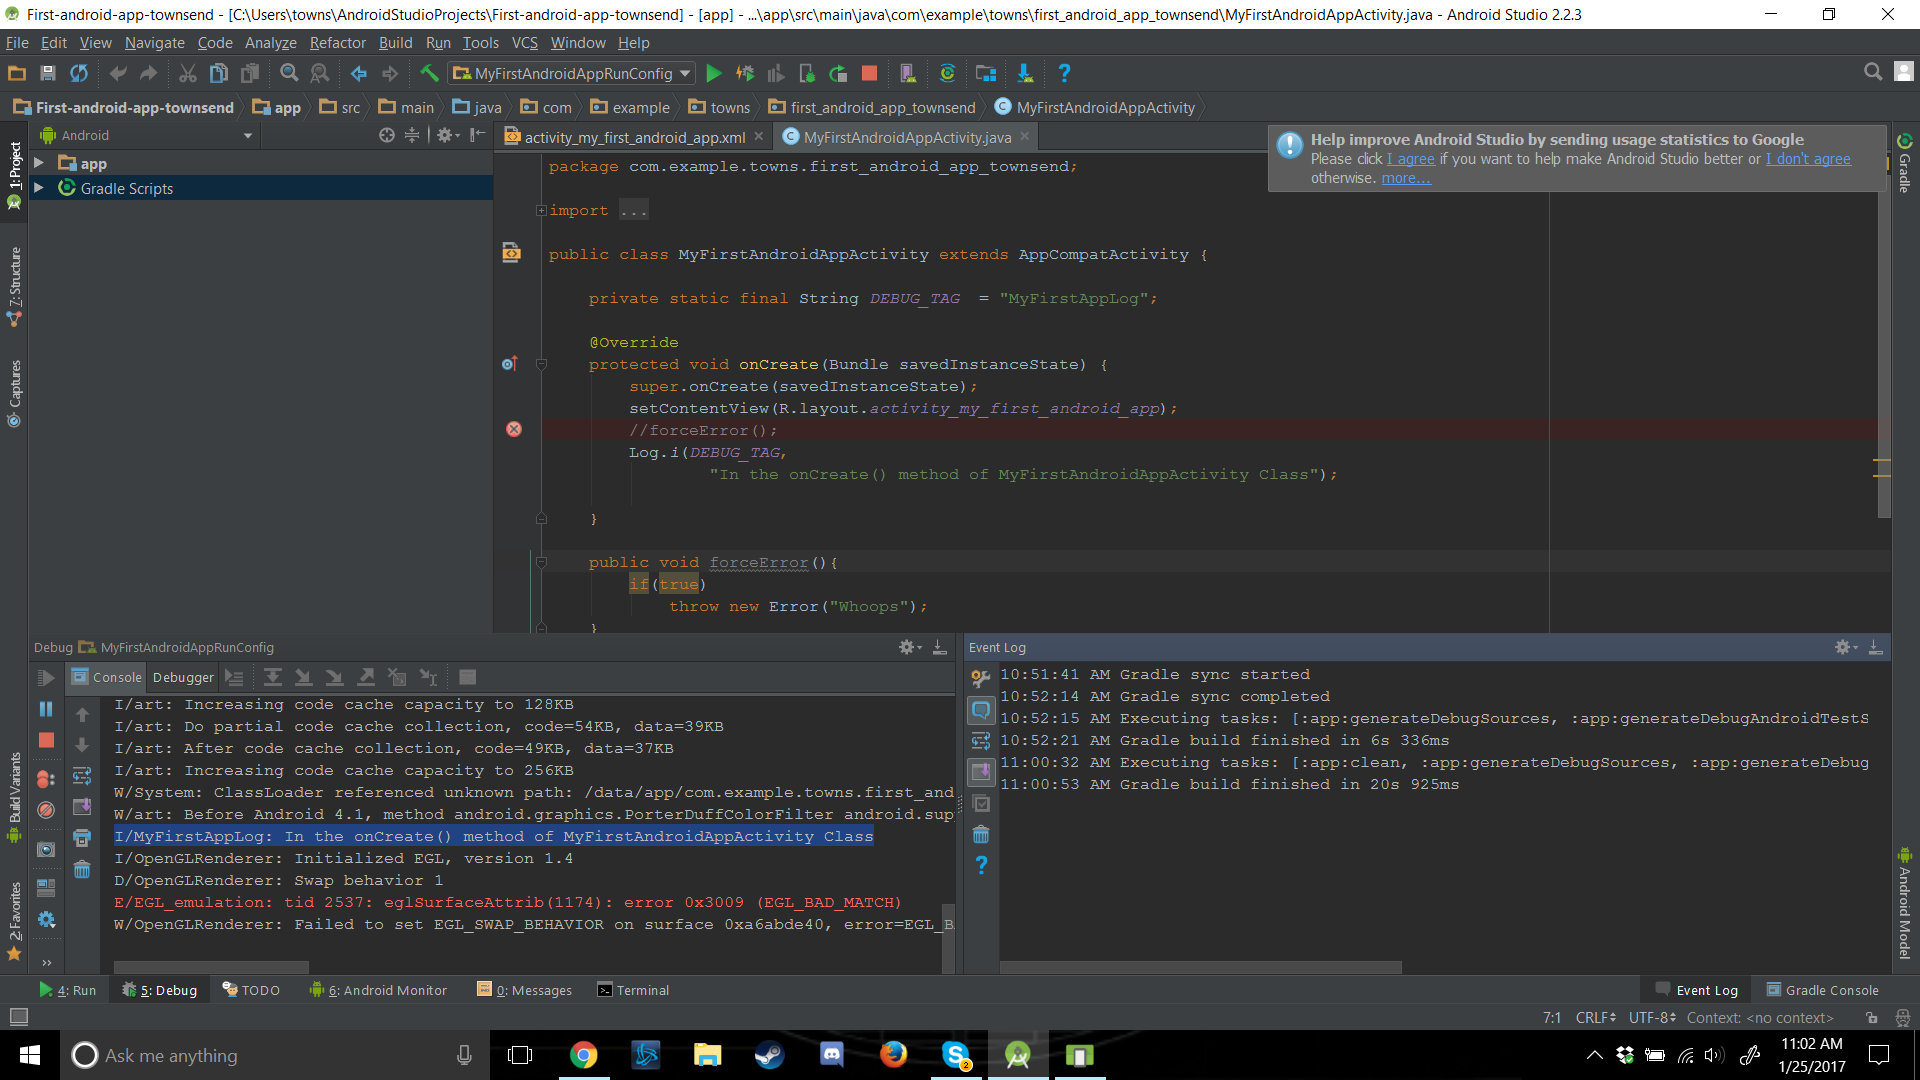 First-android-app-townsend - [C:\Users\towns\AndroidStudioProjects\First-android-app-townsend] - [app] - ...\app\src\main\java\com\example\towns\first_android_app_townsend\MyFirstAndroidAppActivity.java - Android Studio 2.2.3
File Edit View Navigate Code Analyze Refactor Build Run Tools VCS Window Help
MyFirstAndroidAppRunConfig
First-android-app-townsend app src main java com example towns first_android_app_townsend MyFirstAndroidAppActivity
Android
activity_my_first_android_app.xml
MyFirstAndroidAppActivity.java
Help improve Android Studio by sending usage statistics to Google
Please click I agree if you want to help make Android Studio better or I don't agree
otherwise. more...
1: Project
7: Structure
Captures
Build Variants
2: Favorites
app
Gradle Scripts
Gradle
Android Model
package com.example.towns.first_android_app_townsend;
import ...
public class MyFirstAndroidAppActivity extends AppCompatActivity {
private static final String DEBUG_TAG = "MyFirstAppLog";
@Override
protected void onCreate(Bundle savedInstanceState) {
super.onCreate(savedInstanceState);
setContentView(R.layout.activity_my_first_android_app);
//forceError();
Log.i(DEBUG_TAG,
"In the onCreate() method of MyFirstAndroidAppActivity Class");
}
public void forceError(){
if(true)
throw new Error("Whoops");
}
Debug MyFirstAndroidAppRunConfig
Console Debugger
I/art: Increasing code cache capacity to 128KB
I/art: Do partial code cache collection, code=54KB, data=39KB
I/art: After code cache collection, code=49KB, data=37KB
I/art: Increasing code cache capacity to 256KB
W/System: ClassLoader referenced unknown path: /data/app/com.example.towns.first_and
W/art: Before Android 4.1, method android.graphics.PorterDuffColorFilter android.sup
I/MyFirstAppLog: In the onCreate() method of MyFirstAndroidAppActivity Class
I/OpenGLRenderer: Initialized EGL, version 1.4
D/OpenGLRenderer: Swap behavior 1
E/EGL_emulation: tid 2537: eglSurfaceAttrib(1174): error 0x3009 (EGL_BAD_MATCH)
W/OpenGLRenderer: Failed to set EGL_SWAP_BEHAVIOR on surface 0xa6abde40, error=EGL_B
Event Log
10:51:41 AM Gradle sync started
10:52:14 AM Gradle sync completed
10:52:15 AM Executing tasks: [:app:generateDebugSources, :app:generateDebugAndroidTestS
10:52:21 AM Gradle build finished in 6s 336ms
11:00:32 AM Executing tasks: [:app:clean, :app:generateDebugSources, :app:generateDebug
11:00:53 AM Gradle build finished in 20s 925ms
4: Run 5: Debug TODO 6: Android Monitor 0: Messages Terminal Event Log Gradle Console
7:1 CRLF UTF-8 Context: <no context>
Ask me anything
2
11:02 AM
1/25/2017